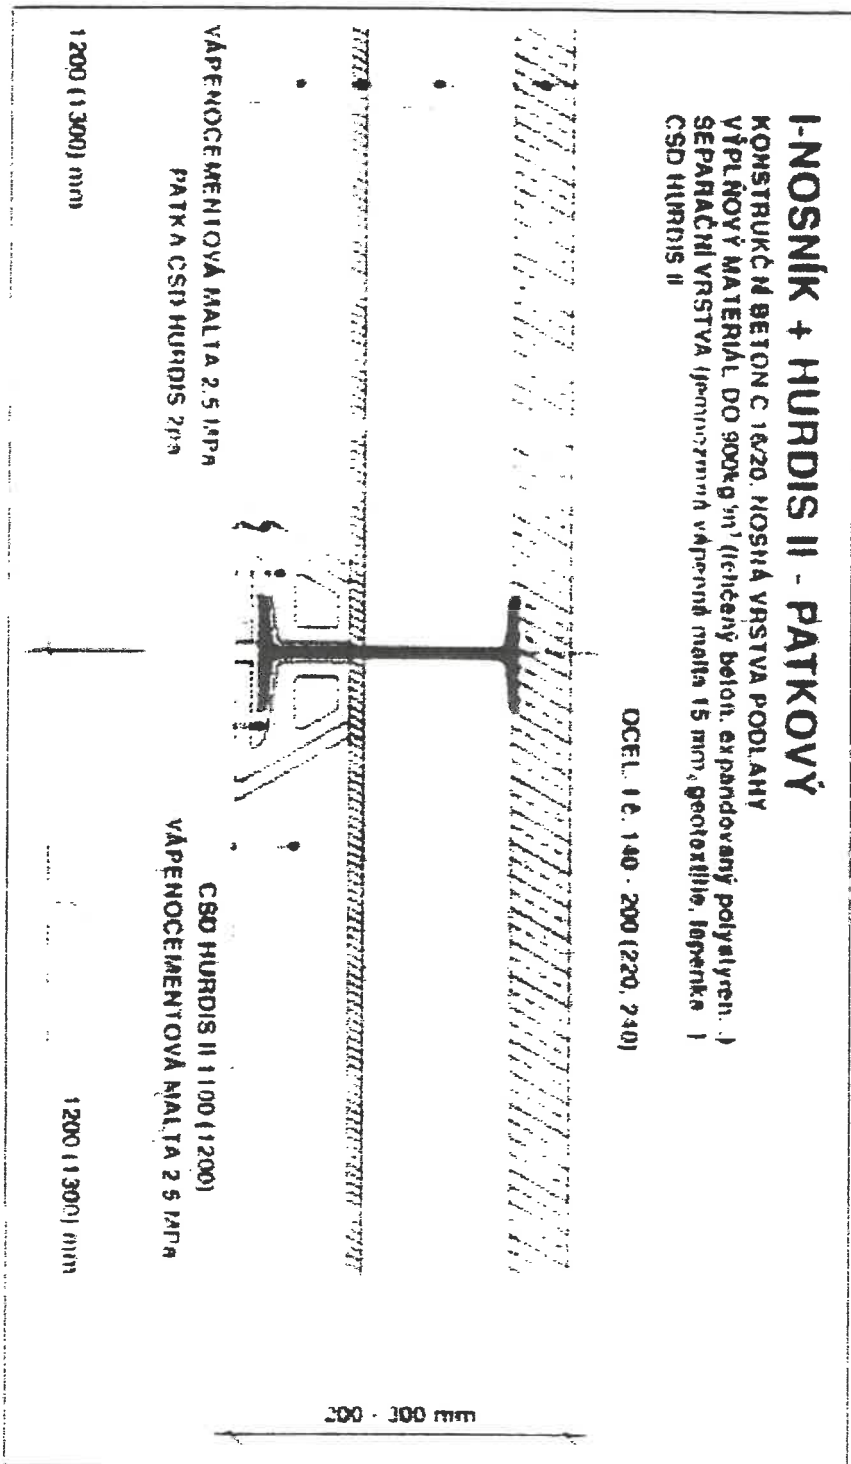 I-NOSNÍK + HURDIS II - PATKOVÝ
KONSTRUKČNÍ BETON C 16/20, NOSNÁ VRSTVA PODLAHY
VÝPLŇOVÝ MATERIÁL DO 900kg/m³ (lehčený beton, expandovaný polystyren...)
SEPARAČNÍ VRSTVA (jemnozrnná vápenná malta 15 mm, geotextilie, lepenka...)
CSD HURDIS II
OCEL. I č. 140 - 200 (220, 240)
200 - 300 mm
VÁPENOCEMENTOVÁ MALTA 2,5 MPa
PATKA CSD HURDIS
CSD HURDIS II 1100 (1200)
VÁPENOCEMENTOVÁ MALTA 2,5 MPa
1200 (1300) mm
1200 (1300) mm